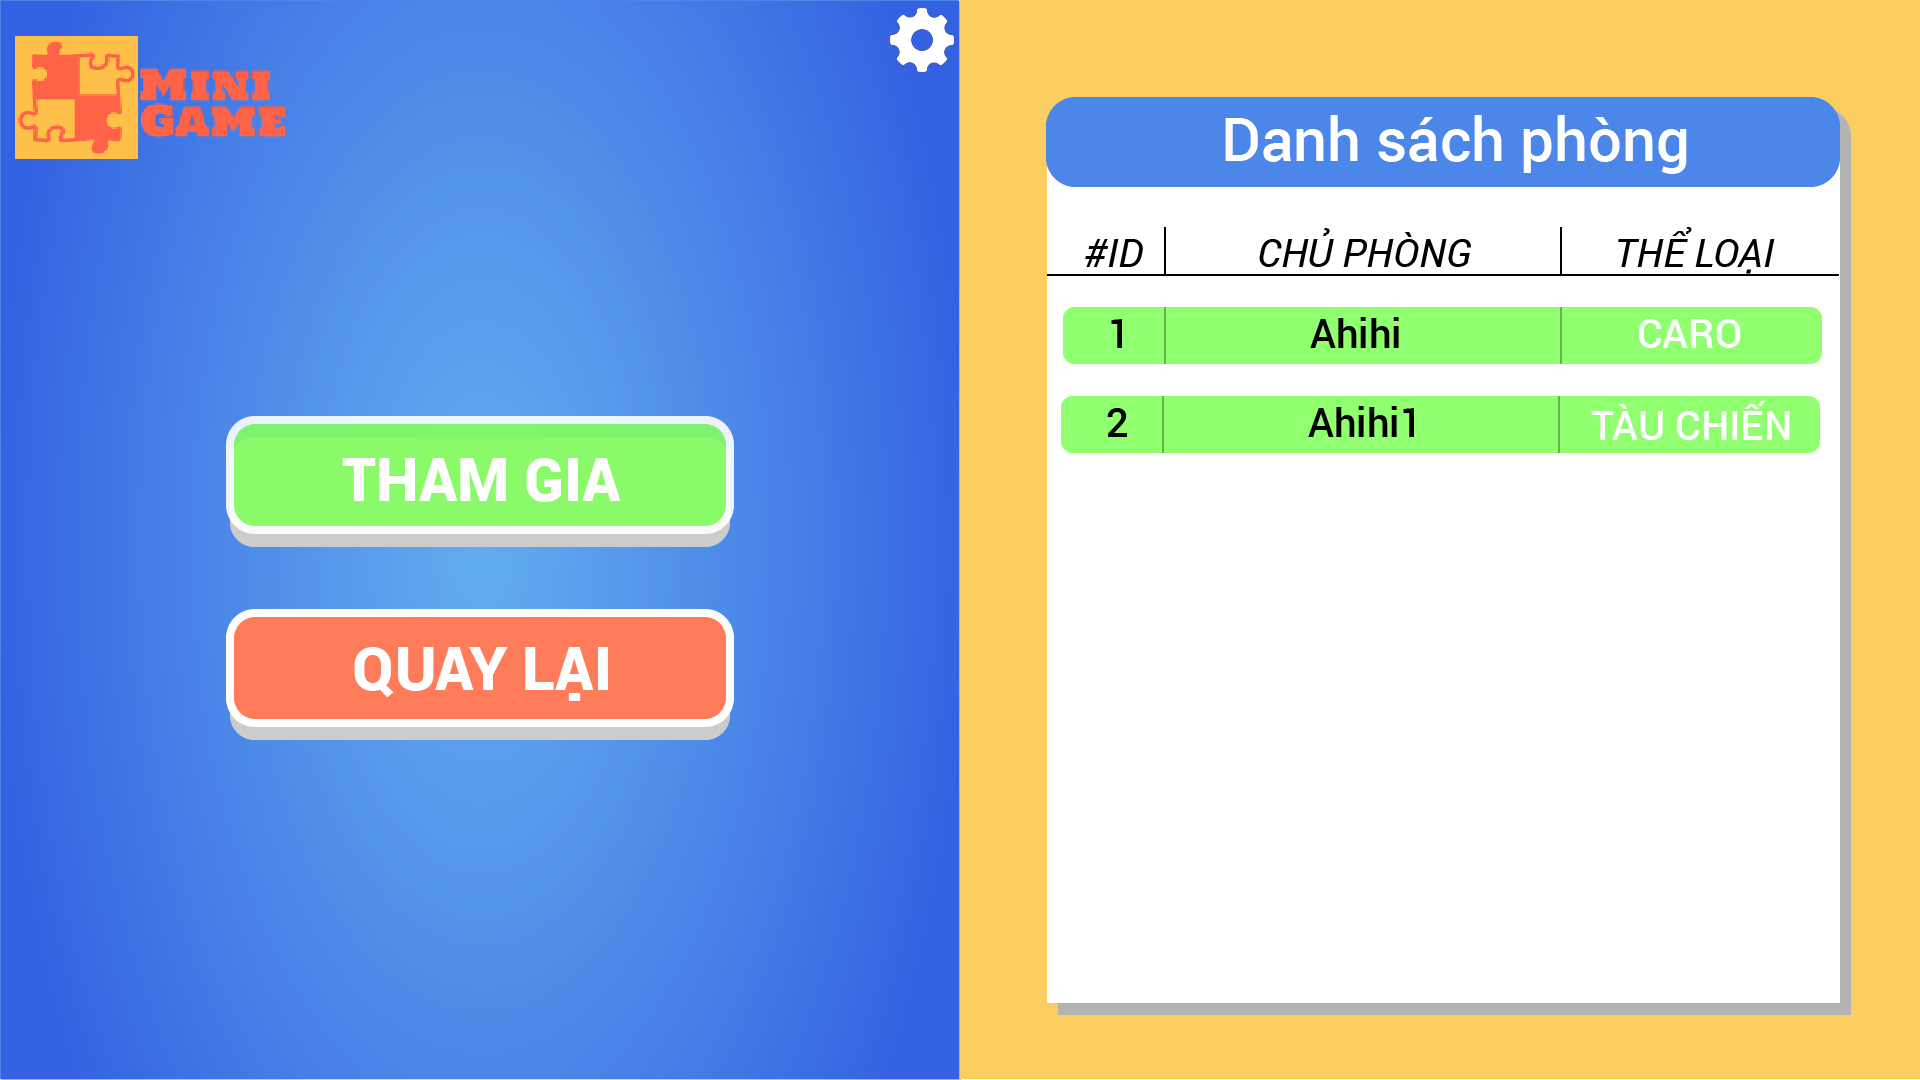 MINI
GAME
THAM GIA
QUAY LẠI
Danh sách phòng
#ID CHỦ PHÒNG THỂ LOẠI
1 Ahihi CARO
2 Ahihi1 TÀU CHIẾN